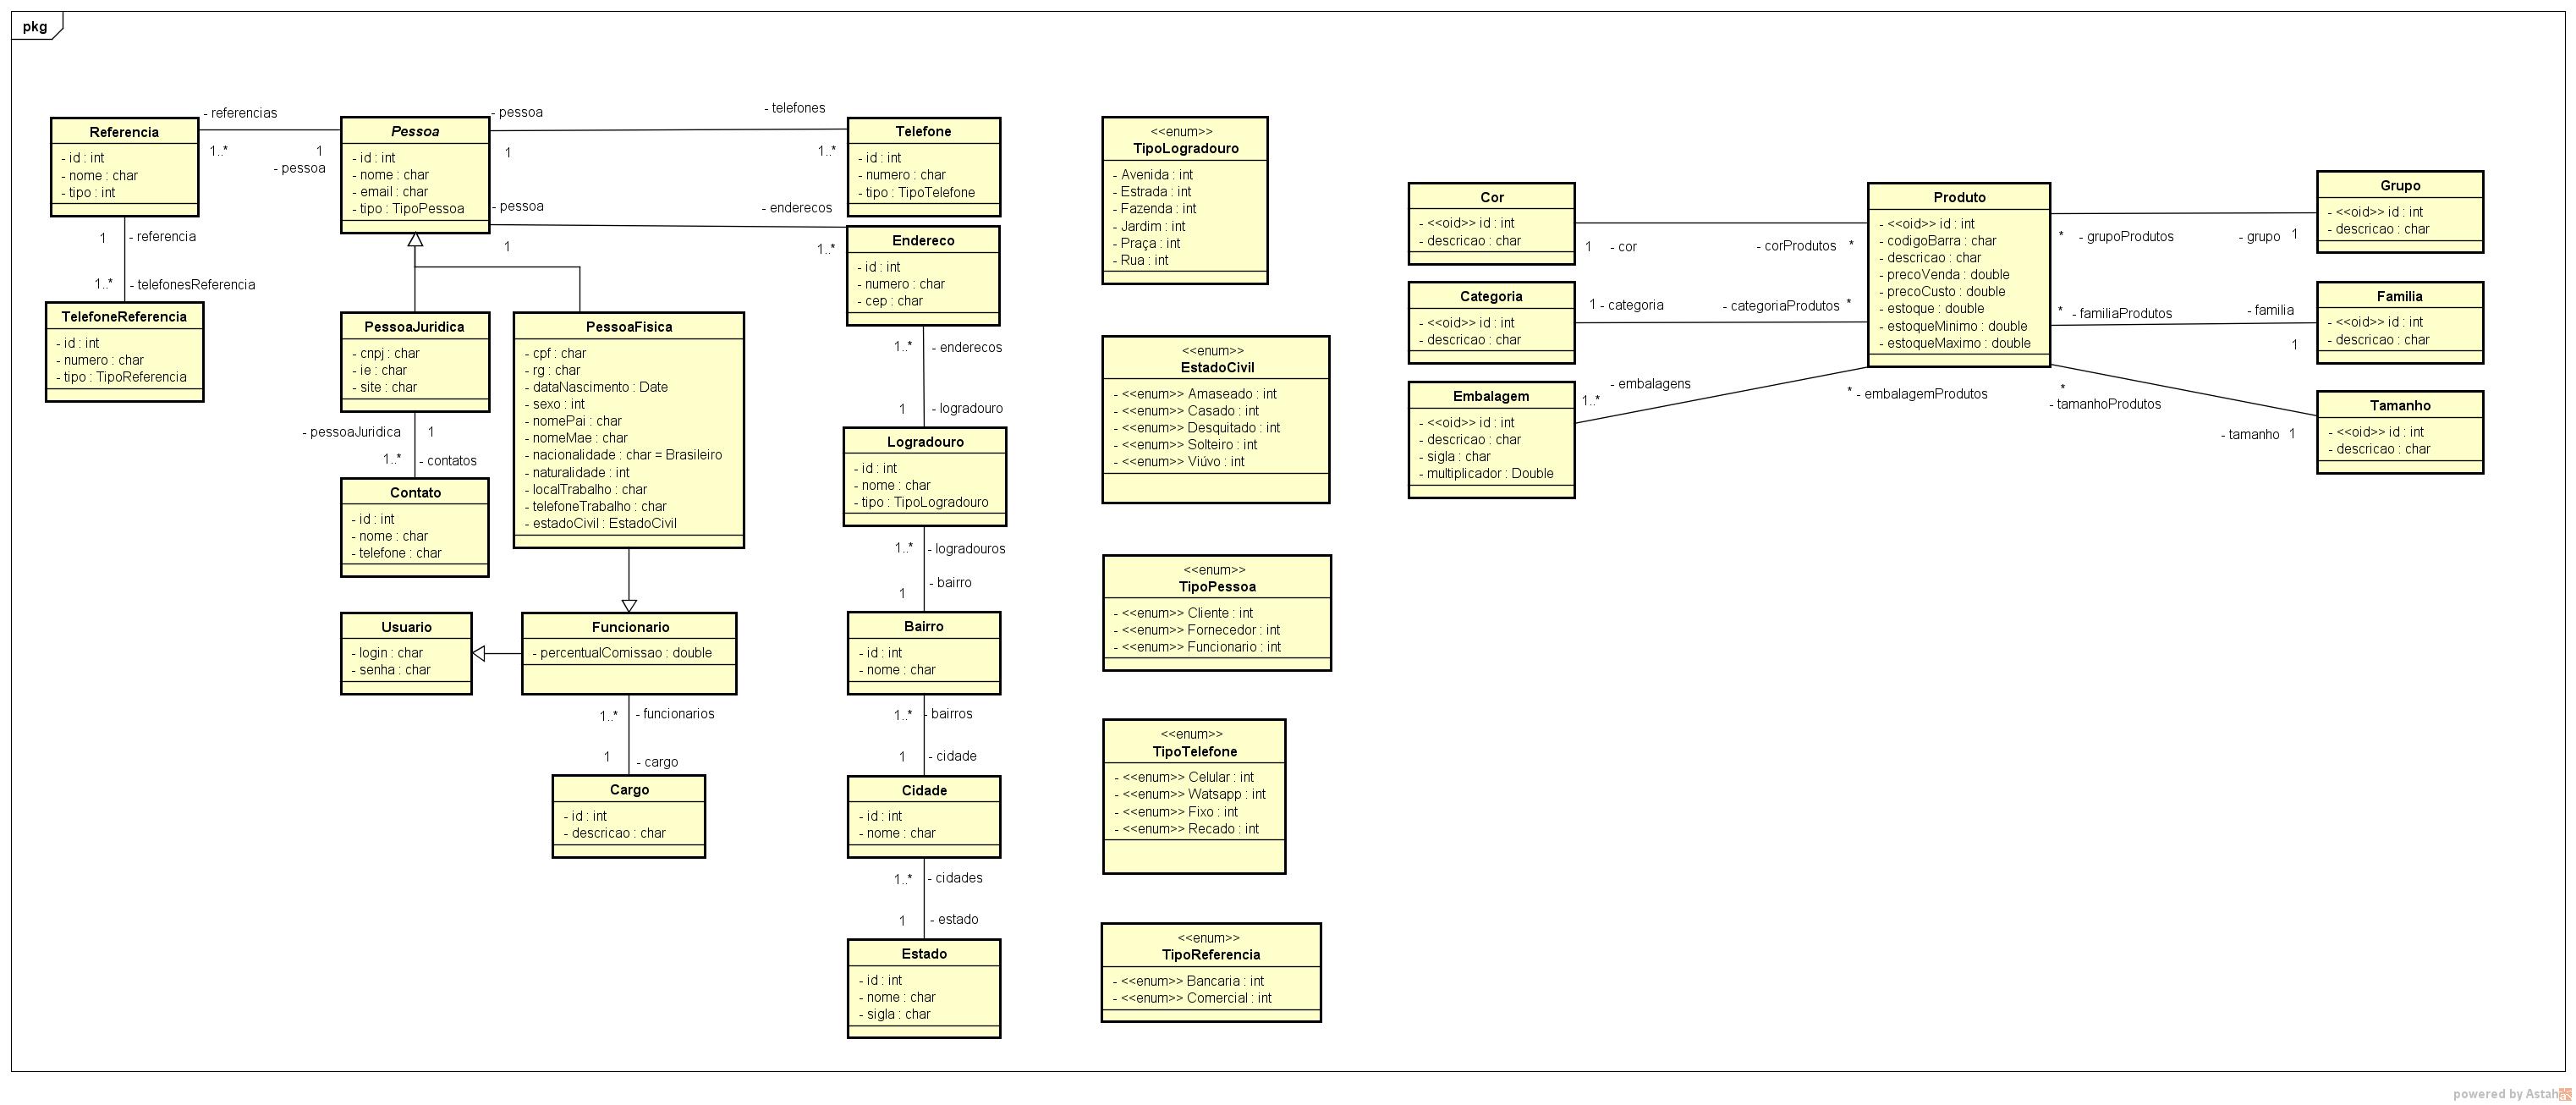 pkg
Referencia
- id : int
- nome : char
- tipo : int
- referencias
1..*
1
- pessoa
1
- referencia
1..*
- telefonesReferencia
TelefoneReferencia
- id : int
- numero : char
- tipo : TipoReferencia
Pessoa
- id : int
- nome : char
- email : char
- tipo : TipoPessoa
- pessoa
1
- telefones
1..*
- pessoa
1
- enderecos
1..*
PessoaJuridica
- cnpj : char
- ie : char
- site : char
- pessoaJuridica
1
1..*
- contatos
Contato
- id : int
- nome : char
- telefone : char
PessoaFisica
- cpf : char
- rg : char
- dataNascimento : Date
- sexo : int
- nomePai : char
- nomeMae : char
- nacionalidade : char = Brasileiro
- naturalidade : int
- localTrabalho : char
- telefoneTrabalho : char
- estadoCivil : EstadoCivil
Usuario
- login : char
- senha : char
Funcionario
- percentualComissao : double
1..*
- funcionarios
1
- cargo
Cargo
- id : int
- descricao : char
Telefone
- id : int
- numero : char
- tipo : TipoTelefone
Endereco
- id : int
- numero : char
- cep : char
1..*
- enderecos
1
- logradouro
Logradouro
- id : int
- nome : char
- tipo : TipoLogradouro
1..*
- logradouros
- bairro
1
Bairro
- id : int
- nome : char
1..*
- bairros
1
- cidade
Cidade
- id : int
- nome : char
1..*
- cidades
1
- estado
Estado
- id : int
- nome : char
- sigla : char
<<enum>>
TipoLogradouro
- Avenida : int
- Estrada : int
- Fazenda : int
- Jardim : int
- Praça : int
- Rua : int
<<enum>>
EstadoCivil
- <<enum>> Amaseado : int
- <<enum>> Casado : int
- <<enum>> Desquitado : int
- <<enum>> Solteiro : int
- <<enum>> Viúvo : int
<<enum>>
TipoPessoa
- <<enum>> Cliente : int
- <<enum>> Fornecedor : int
- <<enum>> Funcionario : int
<<enum>>
TipoTelefone
- <<enum>> Celular : int
- <<enum>> Watsapp : int
- <<enum>> Fixo : int
- <<enum>> Recado : int
<<enum>>
TipoReferencia
- <<enum>> Bancaria : int
- <<enum>> Comercial : int
Cor
- <<oid>> id : int
- descricao : char
1
- cor
- corProdutos
*
Categoria
- <<oid>> id : int
- descricao : char
1
- categoria
- categoriaProdutos
*
Embalagem
- <<oid>> id : int
- descricao : char
- sigla : char
- multiplicador : Double
- embalagens
1..*
*
- embalagemProdutos
Produto
- <<oid>> id : int
- codigoBarra : char
- descricao : char
- precoVenda : double
- precoCusto : double
- estoque : double
- estoqueMinimo : double
- estoqueMaximo : double
*
- grupoProdutos
- grupo
1
Grupo
- <<oid>> id : int
- descricao : char
*
- familiaProdutos
- familia
1
Familia
- <<oid>> id : int
- descricao : char
*
- tamanhoProdutos
- tamanho
1
Tamanho
- <<oid>> id : int
- descricao : char
powered by Astah